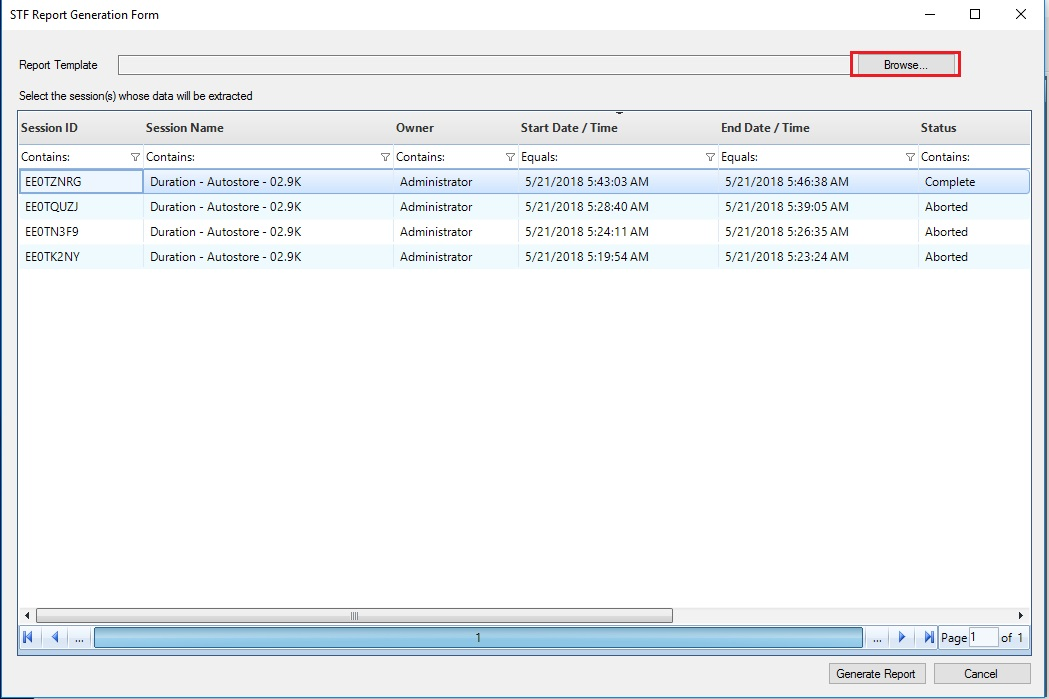 STF Report Generation Form
Report Template Browse...
Select the session(s) whose data will be extracted
Session ID Session Name Owner Start Date / Time End Date / Time Status
Contains: Contains: Contains: Equals: Equals: Contains:
EE0TZNRG Duration - Autostore - 02.9K Administrator 5/21/2018 5:43:03 AM 5/21/2018 5:46:38 AM Complete
EE0TQUZJ Duration - Autostore - 02.9K Administrator 5/21/2018 5:28:40 AM 5/21/2018 5:39:05 AM Aborted
EE0TN3F9 Duration - Autostore - 02.9K Administrator 5/21/2018 5:24:11 AM 5/21/2018 5:26:35 AM Aborted
EE0TK2NY Duration - Autostore - 02.9K Administrator 5/21/2018 5:19:54 AM 5/21/2018 5:23:24 AM Aborted
... 1 ... Page 1 of 1
Generate Report Cancel